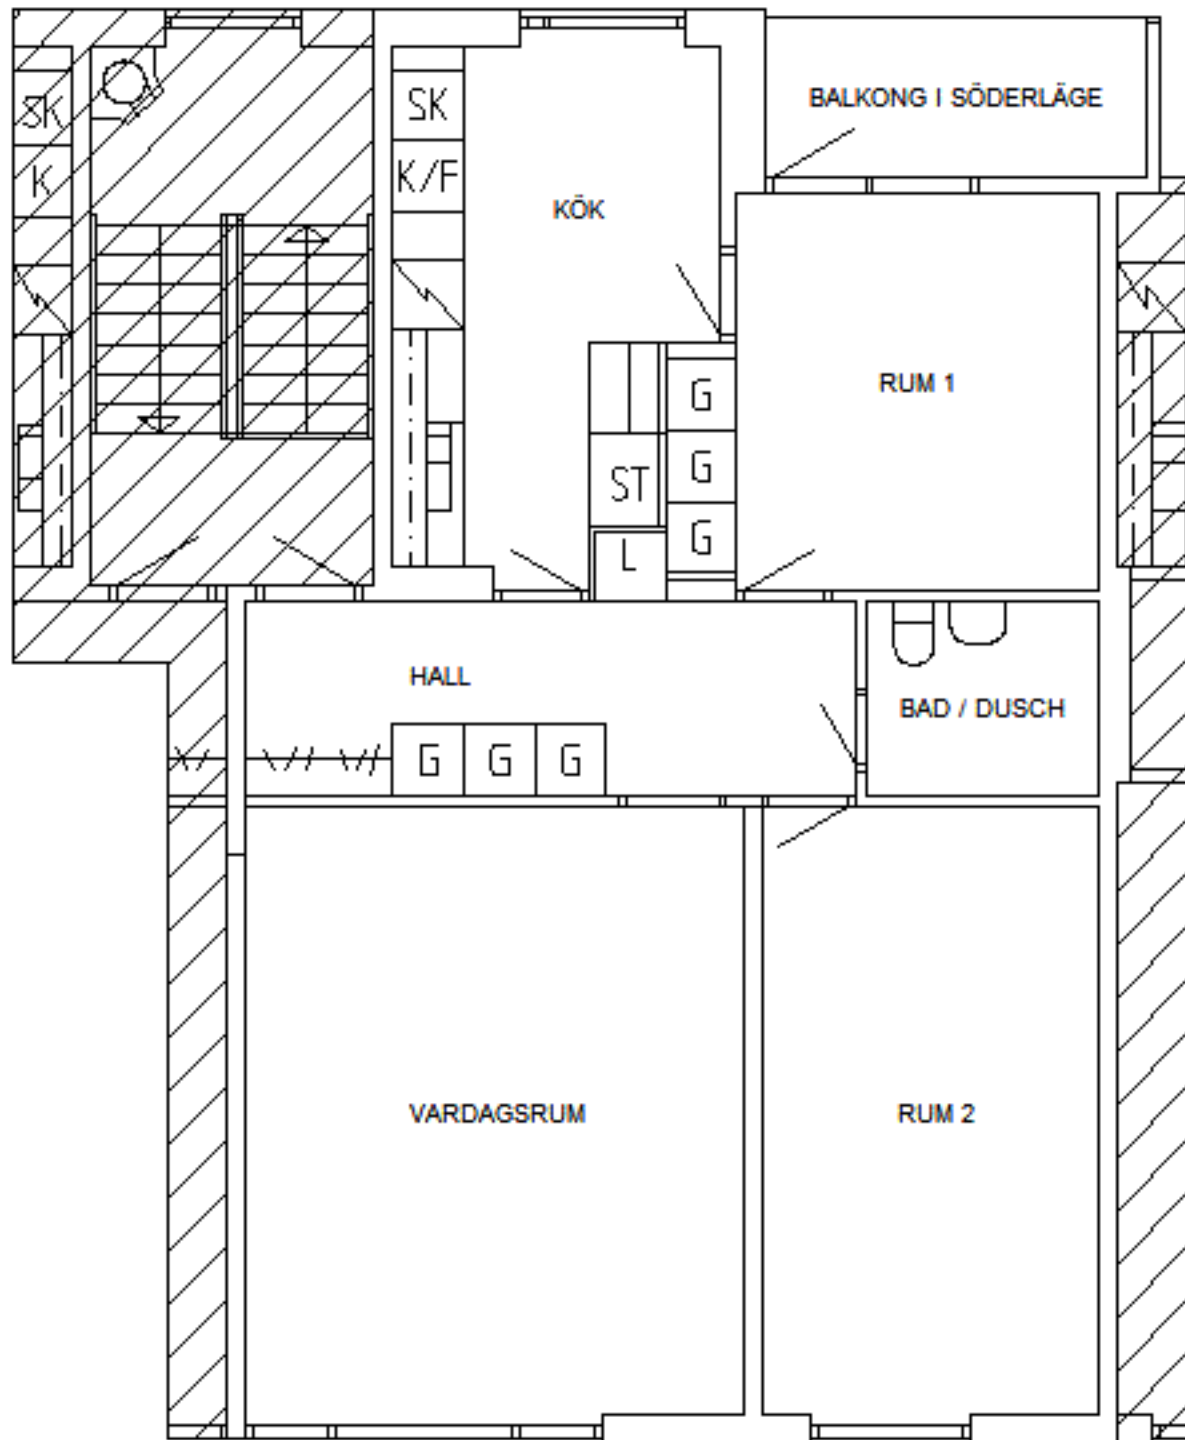 BALKONG I SÖDERLÄGE
SK
SK
K
K/F
KÖK
RUM 1
G
G
ST
G
L
HALL
BAD / DUSCH
G G G
VARDAGSRUM
RUM 2